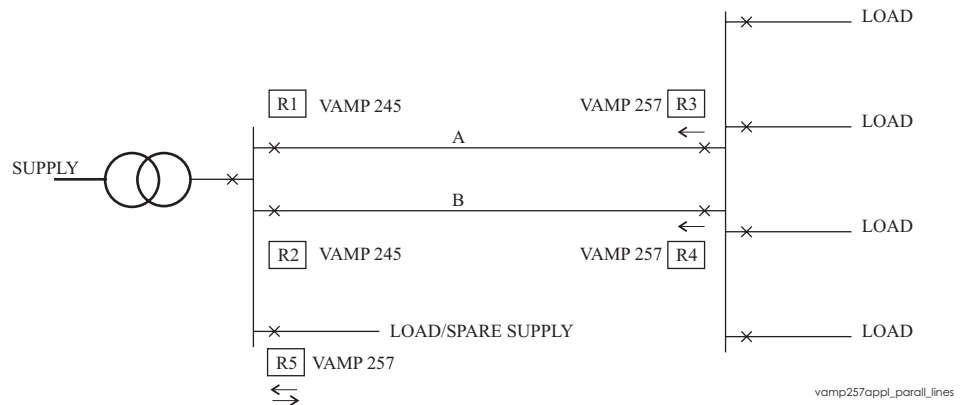 LOAD
R1 VAMP 245
VAMP 257 R3
LOAD
A
SUPPLY
B
R2 VAMP 245
VAMP 257 R4
LOAD
LOAD/SPARE SUPPLY
LOAD
R5 VAMP 257
vamp257appl_parall_lines